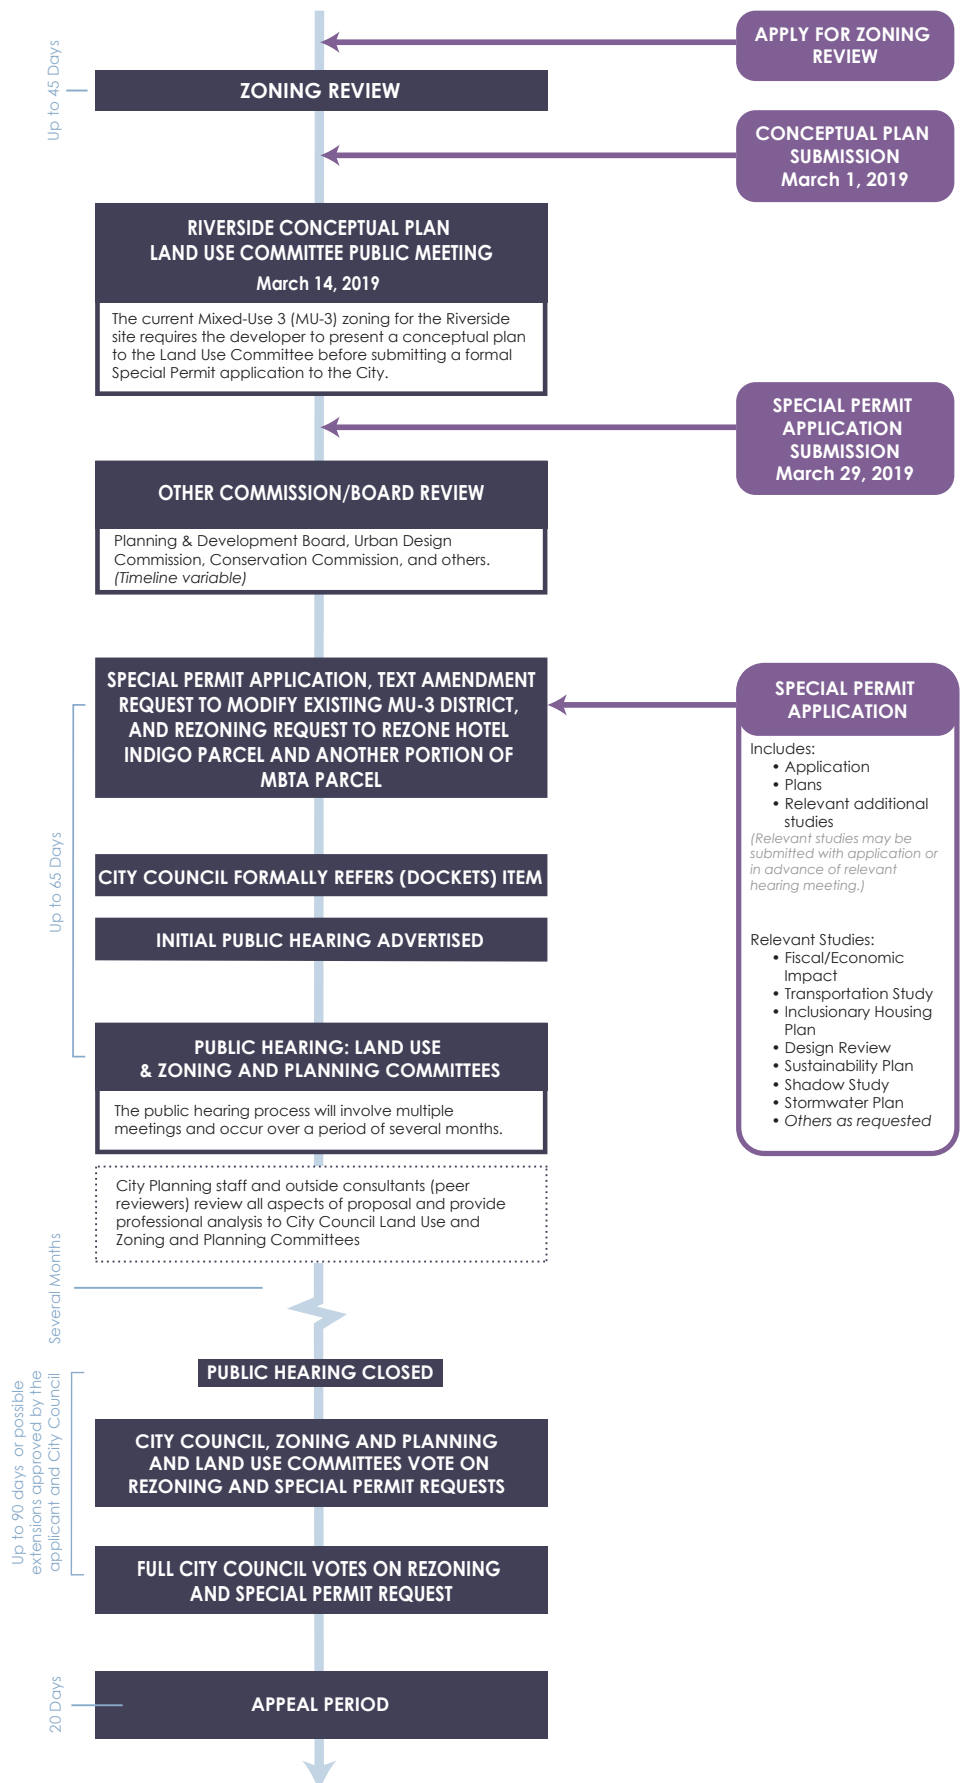 APPLY FOR ZONING
REVIEW
Up to 45 Days
ZONING REVIEW
CONCEPTUAL PLAN
SUBMISSION
March 1, 2019
RIVERSIDE CONCEPTUAL PLAN
LAND USE COMMITTEE PUBLIC MEETING
March 14, 2019
The current Mixed-Use 3 (MU-3) zoning for the Riverside
site requires the developer to present a conceptual plan
to the Land Use Committee before submitting a formal
Special Permit application to the City.
SPECIAL PERMIT
APPLICATION
SUBMISSION
March 29, 2019
OTHER COMMISSION/BOARD REVIEW
Planning & Development Board, Urban Design
Commission, Conservation Commission, and others.
(Timeline variable)
SPECIAL PERMIT APPLICATION, TEXT AMENDMENT
REQUEST TO MODIFY EXISTING MU-3 DISTRICT,
AND REZONING REQUEST TO REZONE HOTEL
INDIGO PARCEL AND ANOTHER PORTION OF
MBTA PARCEL
SPECIAL PERMIT
APPLICATION
Includes:
• Application
• Plans
• Relevant additional
studies
(Relevant studies may be
submitted with application or
in advance of relevant
hearing meeting.)
Relevant Studies:
• Fiscal/Economic
Impact
• Transportation Study
• Inclusionary Housing
Plan
• Design Review
• Sustainability Plan
• Shadow Study
• Stormwater Plan
• Others as requested
Up to 65 Days
CITY COUNCIL FORMALLY REFERS (DOCKETS) ITEM
INITIAL PUBLIC HEARING ADVERTISED
PUBLIC HEARING: LAND USE
& ZONING AND PLANNING COMMITTEES
The public hearing process will involve multiple
meetings and occur over a period of several months.
City Planning staff and outside consultants (peer
reviewers) review all aspects of proposal and provide
professional analysis to City Council Land Use and
Zoning and Planning Committees
Several Months
PUBLIC HEARING CLOSED
Up to 90 days or possible
extensions approved by the
applicant and City Council
CITY COUNCIL, ZONING AND PLANNING
AND LAND USE COMMITTEES VOTE ON
REZONING AND SPECIAL PERMIT REQUESTS
FULL CITY COUNCIL VOTES ON REZONING
AND SPECIAL PERMIT REQUEST
20 Days
APPEAL PERIOD